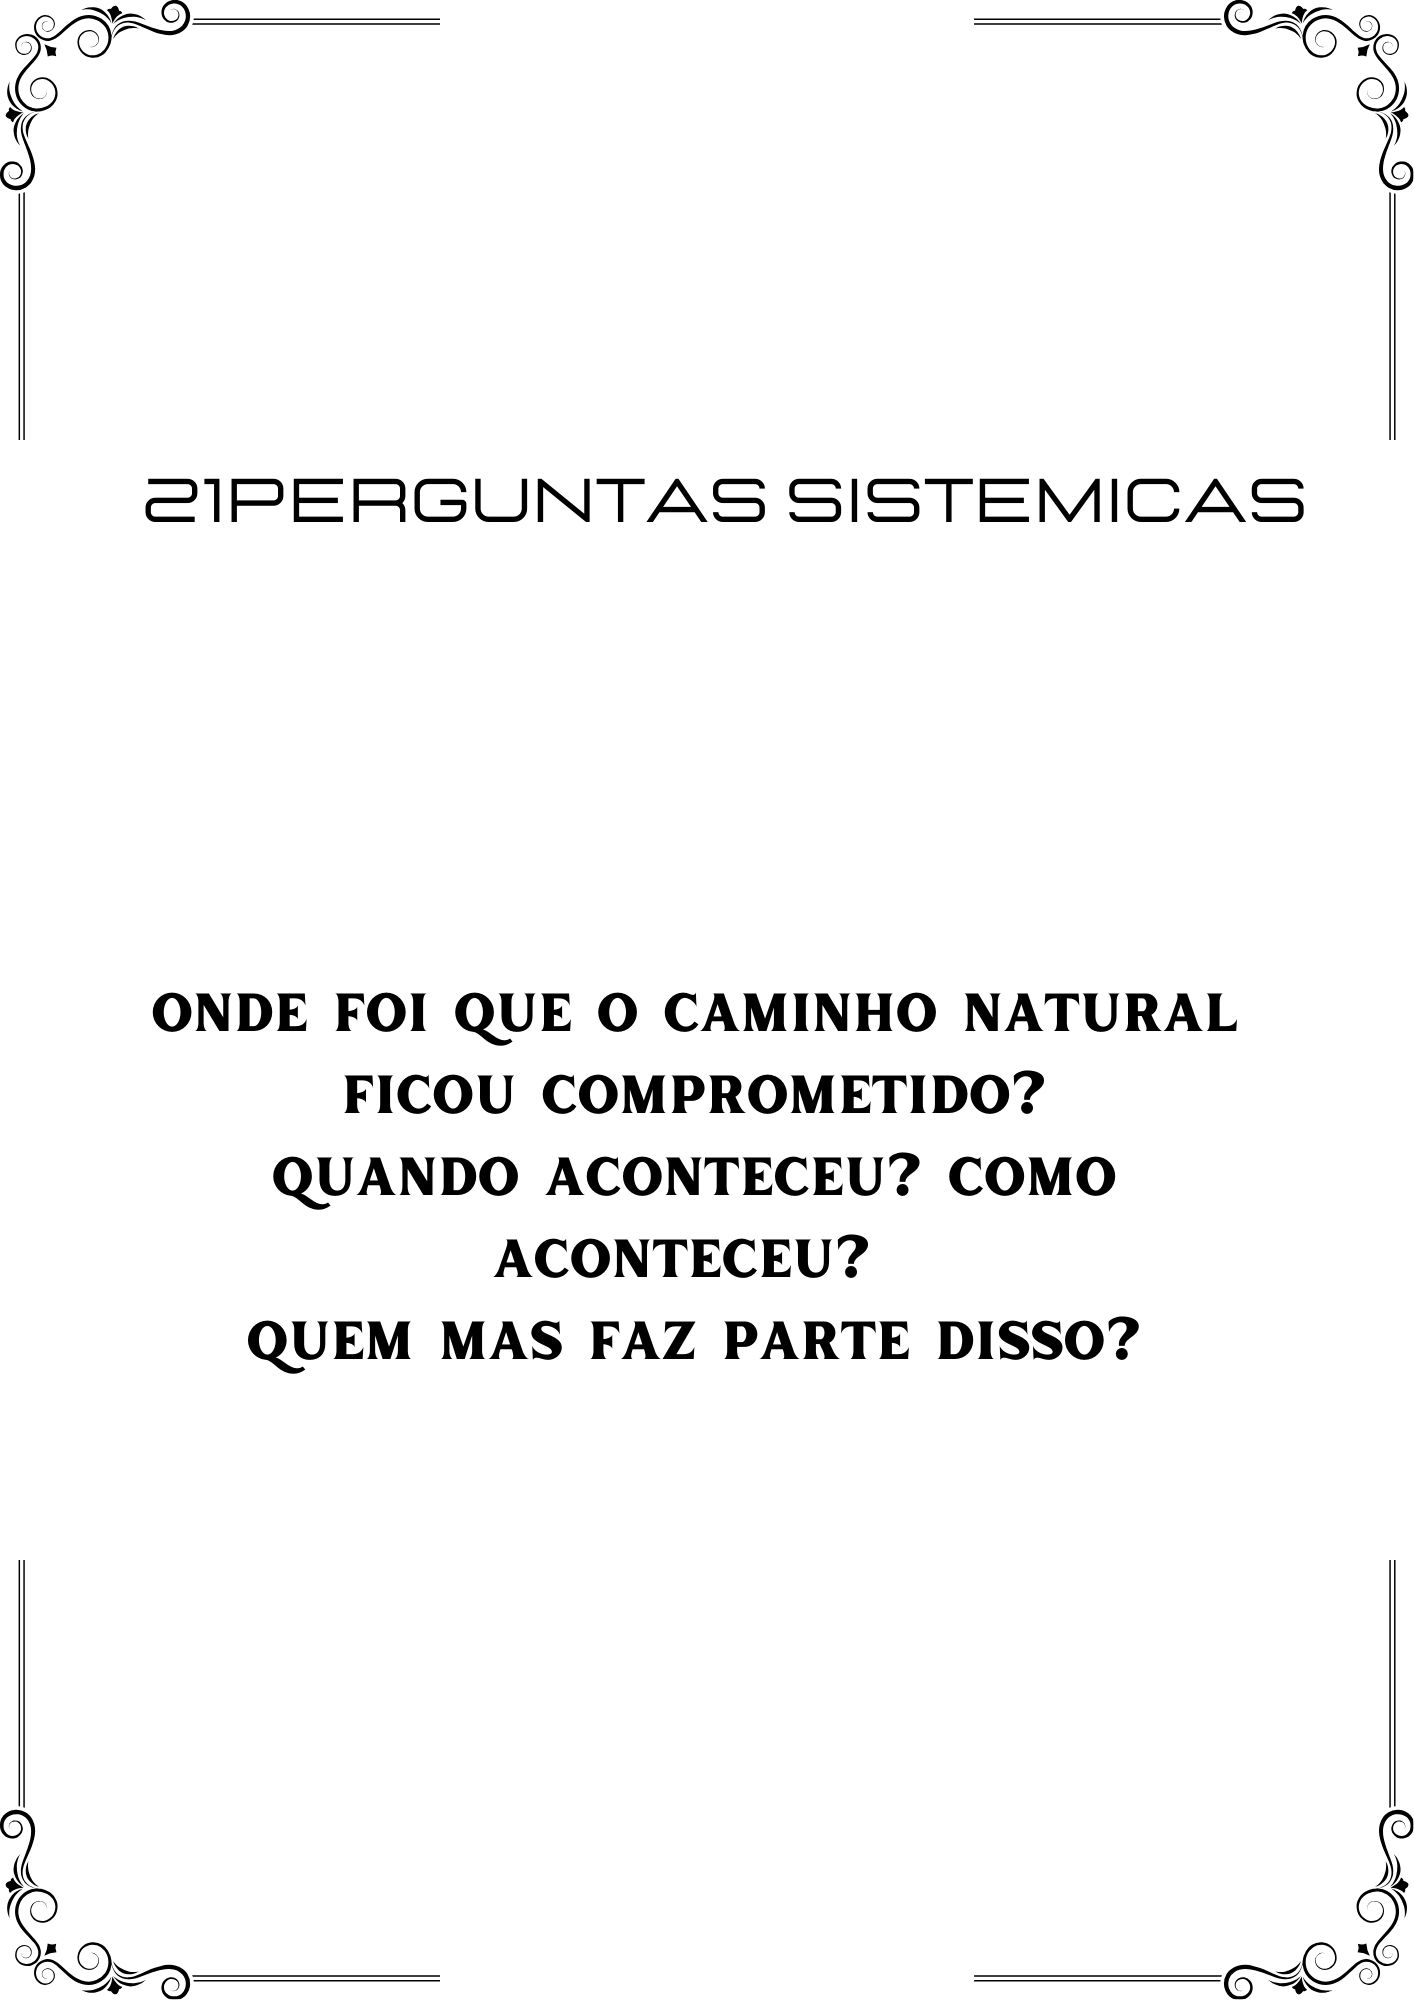 21PERGUNTAS SISTEMICAS
ONDE FOI QUE O CAMINHO NATURAL
FICOU COMPROMETIDO?
QUANDO ACONTECEU? COMO
ACONTECEU?
QUEM MAS FAZ PARTE DISSO?